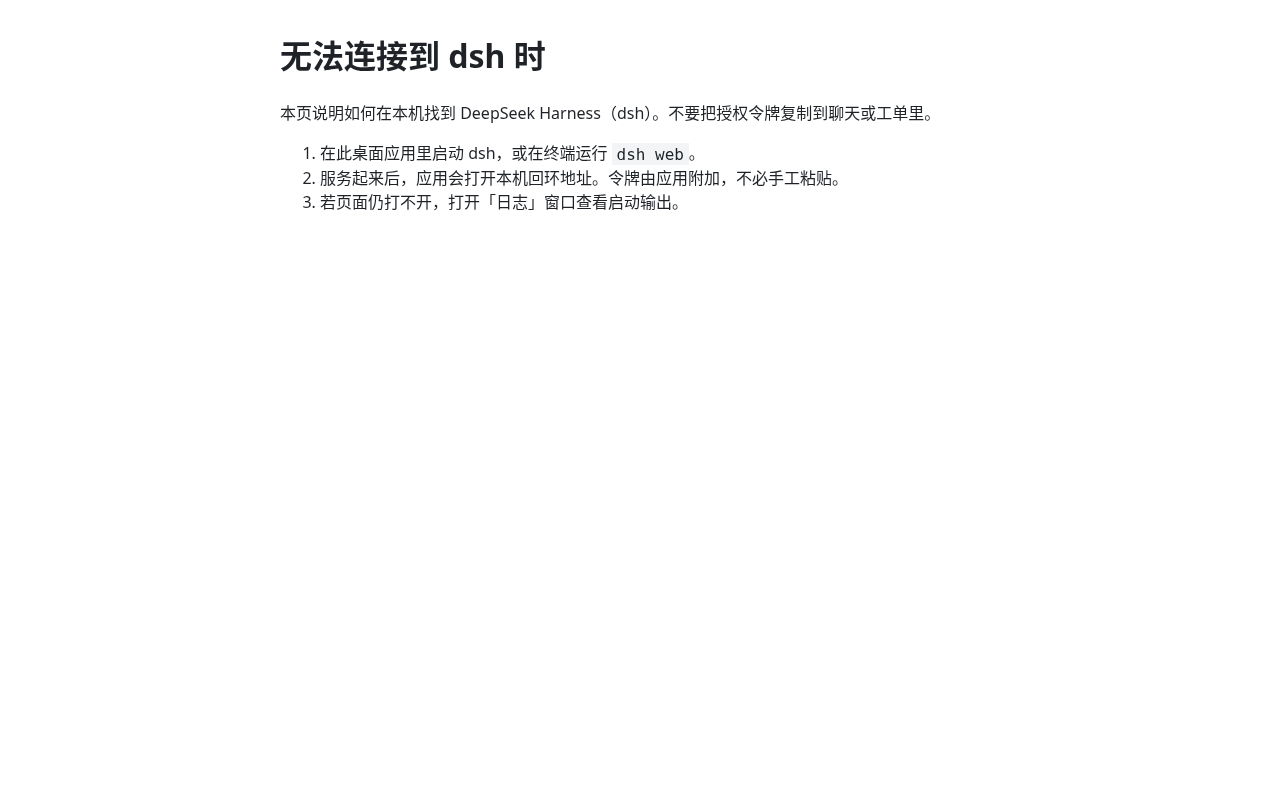 无法连接到 dsh 时
本页说明如何在本机找到 DeepSeek Harness（dsh）。不要把授权令牌复制到聊天或工单里。
1. 在此桌面应用里启动 dsh，或在终端运行 dsh web。
2. 服务起来后，应用会打开本机回环地址。令牌由应用附加，不必手工粘贴。
3. 若页面仍打不开，打开「日志」窗口查看启动输出。